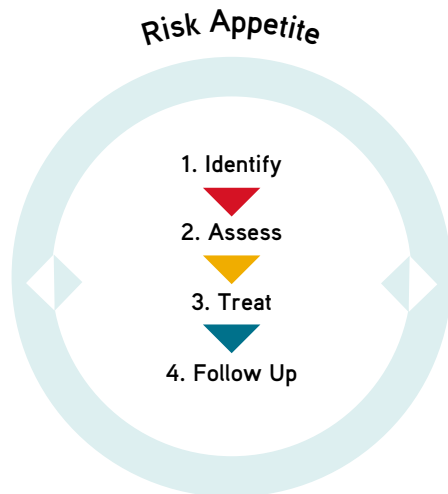 Risk Appetite
1. Identify
2. Assess
3. Treat
4. Follow Up